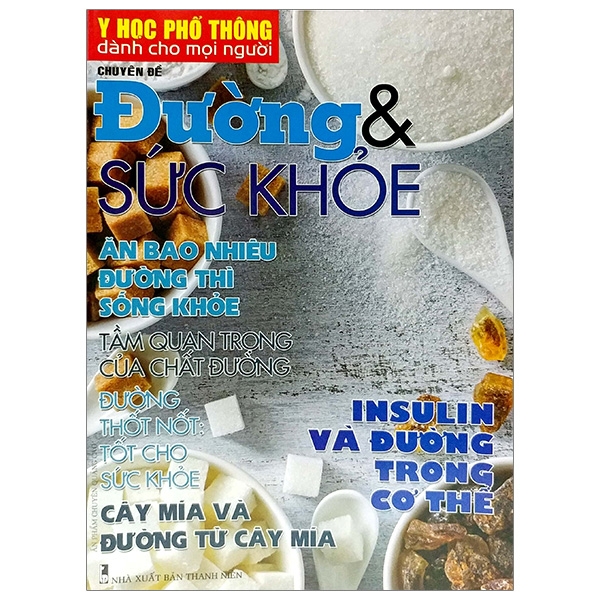 Y HỌC PHỔ THÔNG
dành cho mọi người
CHUYÊN ĐỀ
Đường &
SỨC KHỎE
ĂN BAO NHIÊU
ĐƯỜNG THÌ
SỐNG KHỎE
TẦM QUAN TRỌNG
CỦA CHẤT ĐƯỜNG
ĐƯỜNG
THỐT NỐT:
TỐT CHO
SỨC KHỎE
INSULIN
VÀ ĐƯỜNG
TRONG
CƠ THỂ
CÂY MÍA VÀ
ĐƯỜNG TỪ CÂY MÍA
NHÀ XUẤT BẢN THANH NIÊN